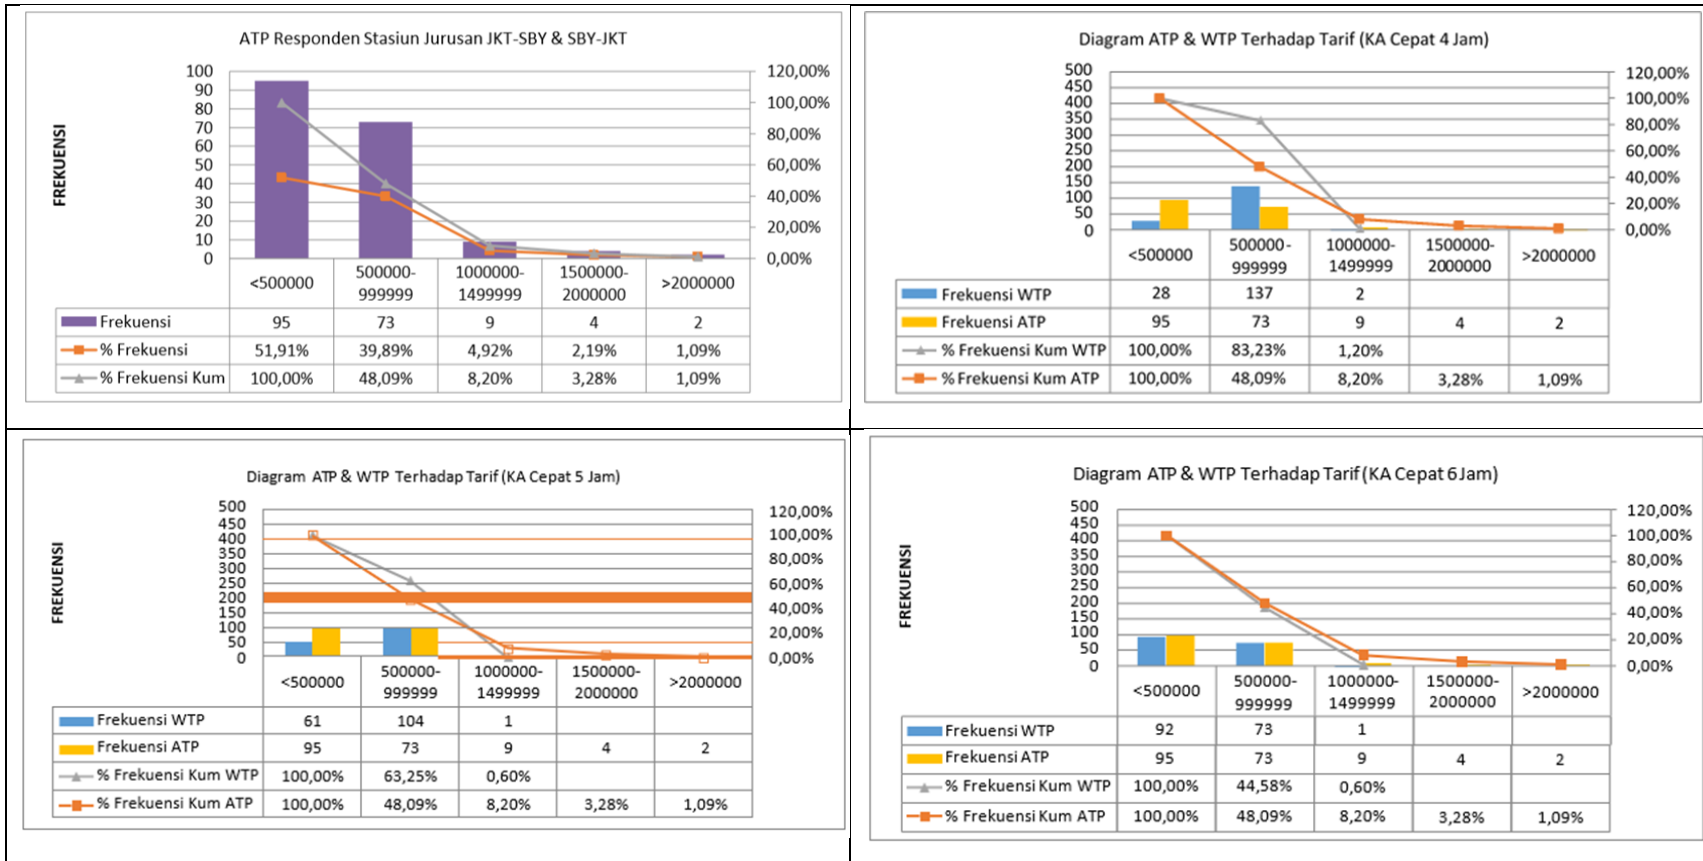 ATP Responden Stasiun Jurusan JKT-SBY & SBY-JKT
FREKUENSI
100
90
80
70
60
50
40
30
20
10
0
120,00%
100,00%
80,00%
60,00%
40,00%
20,00%
0,00%
<500000 500000-999999 1000000-1499999 1500000-2000000 >2000000
Frekuensi 95 73 9 4 2
% Frekuensi 51,91% 39,89% 4,92% 2,19% 1,09%
% Frekuensi Kum 100,00% 48,09% 8,20% 3,28% 1,09%
Diagram ATP & WTP Terhadap Tarif (KA Cepat 4 Jam)
500
450
400
350
300
250
200
150
100
50
0
120,00%
100,00%
80,00%
60,00%
40,00%
20,00%
0,00%
<500000 500000-999999 1000000-1499999 1500000-2000000 >2000000
Frekuensi WTP 28 137 2
Frekuensi ATP 95 73 9 4 2
% Frekuensi Kum WTP 100,00% 83,23% 1,20%
% Frekuensi Kum ATP 100,00% 48,09% 8,20% 3,28% 1,09%
Diagram ATP & WTP Terhadap Tarif (KA Cepat 5 Jam)
FREKUENSI
500
450
400
350
300
250
200
150
100
50
0
120,00%
100,00%
80,00%
60,00%
40,00%
20,00%
0,00%
<500000 500000-999999 1000000-1499999 1500000-2000000 >2000000
Frekuensi WTP 61 104 1
Frekuensi ATP 95 73 9 4 2
% Frekuensi Kum WTP 100,00% 63,25% 0,60%
% Frekuensi Kum ATP 100,00% 48,09% 8,20% 3,28% 1,09%
Diagram ATP & WTP Terhadap Tarif (KA Cepat 6 Jam)
FREKUENSI
500
450
400
350
300
250
200
150
100
50
0
120,00%
100,00%
80,00%
60,00%
40,00%
20,00%
0,00%
<500000 500000-999999 1000000-1499999 1500000-2000000 >2000000
Frekuensi WTP 92 73 1
Frekuensi ATP 95 73 9 4 2
% Frekuensi Kum WTP 100,00% 44,58% 0,60%
% Frekuensi Kum ATP 100,00% 48,09% 8,20% 3,28% 1,09%